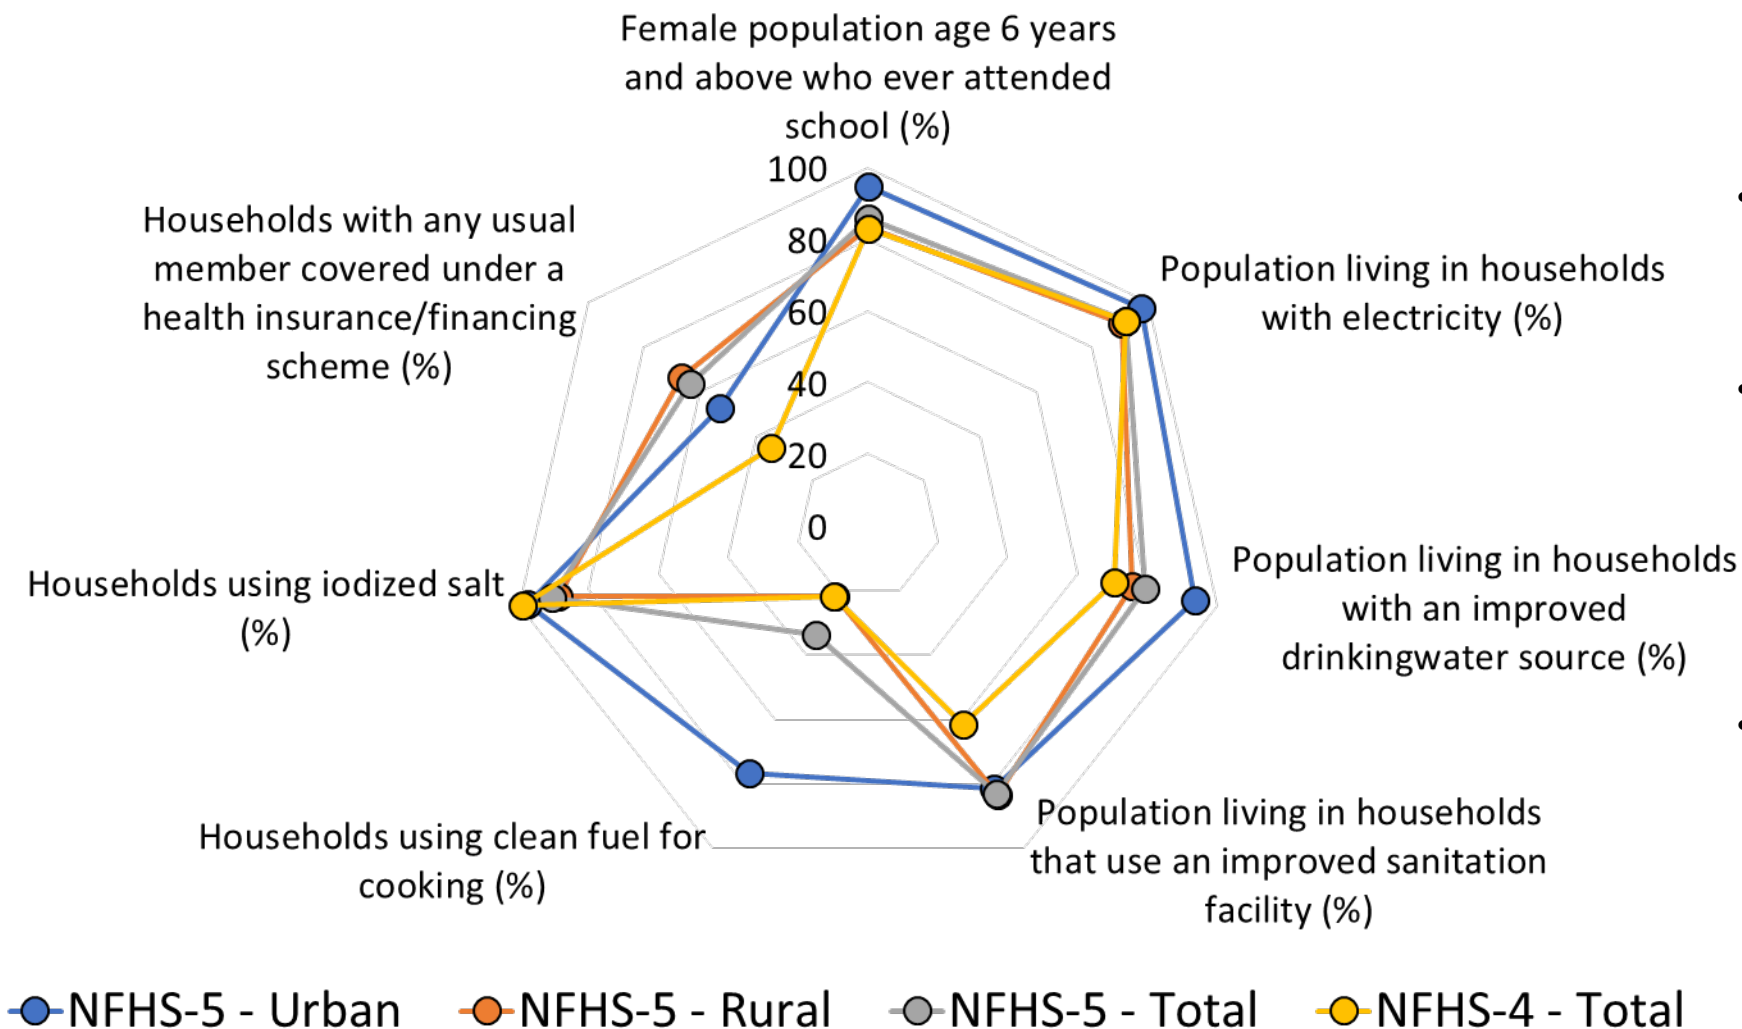 Female population age 6 years
and above who ever attended
school (%)
100
80
60
40
20
0
Households with any usual
member covered under a
health insurance/financing
scheme (%)
Population living in households
with electricity (%)
Population living in households
with an improved
drinkingwater source (%)
Households using iodized salt
(%)
Population living in households
that use an improved sanitation
facility (%)
Households using clean fuel for
cooking (%)
NFHS-5 - Urban
NFHS-5 - Rural
NFHS-5 - Total
NFHS-4 - Total